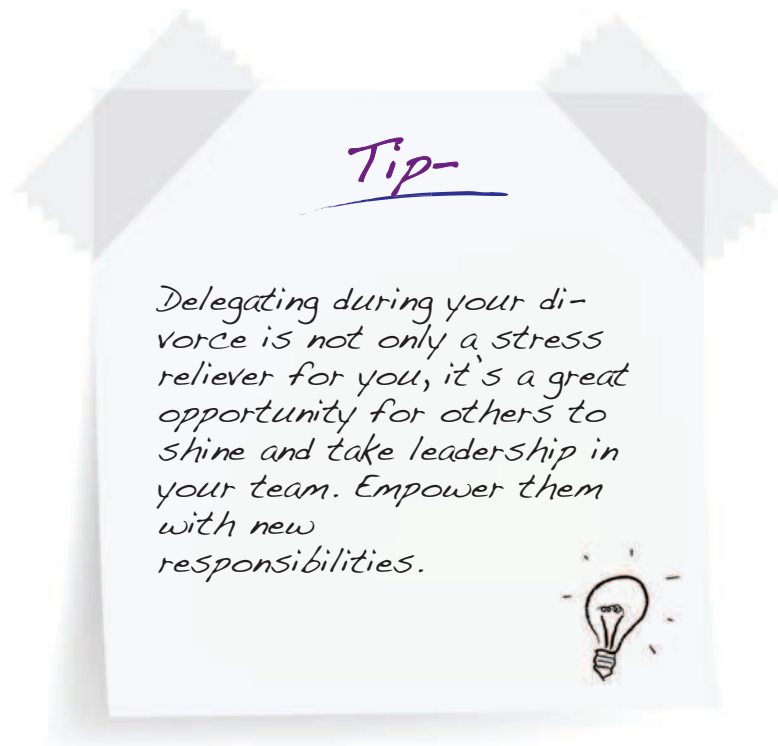 Tip-
Delegating during your di-
vorce is not only a stress
reliever for you, it's a great
opportunity for others to
shine and take leadership in
your team. Empower them
with new
responsibilities.